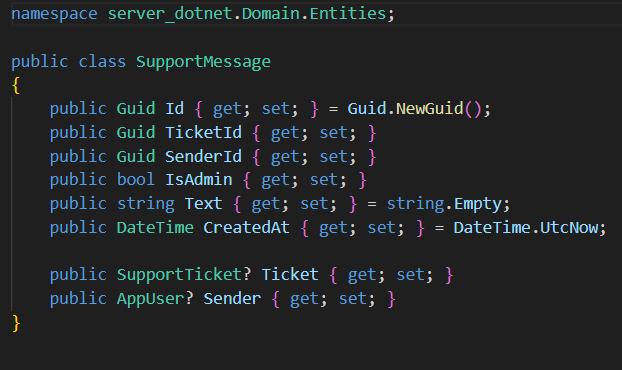 namespace server_dotnet.Domain.Entities;
public class SupportMessage
{
public Guid Id { get; set; } = Guid.NewGuid();
public Guid TicketId { get; set; }
public Guid SenderId { get; set; }
public bool IsAdmin { get; set; }
public string Text { get; set; } = string.Empty;
public DateTime CreatedAt { get; set; } = DateTime.UtcNow;
public SupportTicket? Ticket { get; set; }
public AppUser? Sender { get; set; }
}